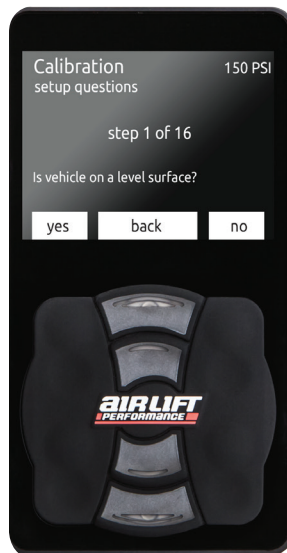 Calibration 150 PSI
setup questions
step 1 of 16
Is vehicle on a level surface?
yes back no
AIRLIFT
PERFORMANCE